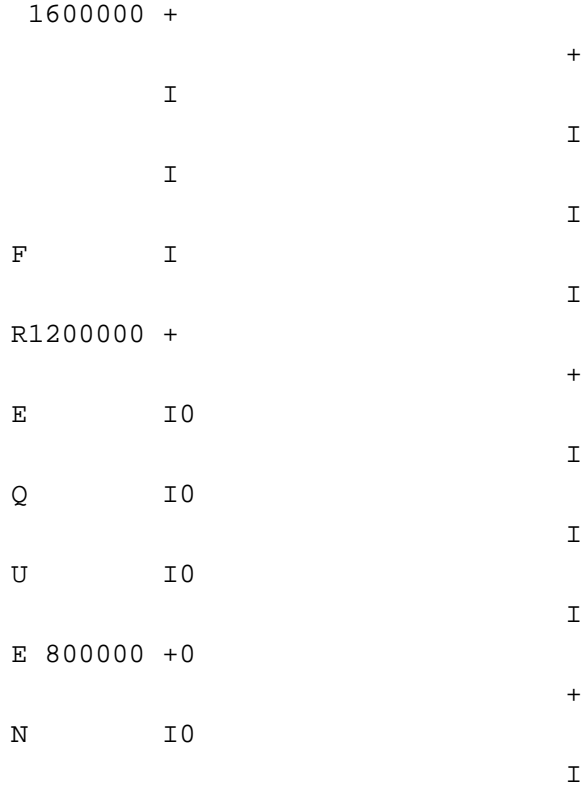 1600000 +
+
I
I
I
I
F I
I
R1200000 +
+
E I0
I
Q I0
I
U I0
I
E 800000 +0
+
N I0
I